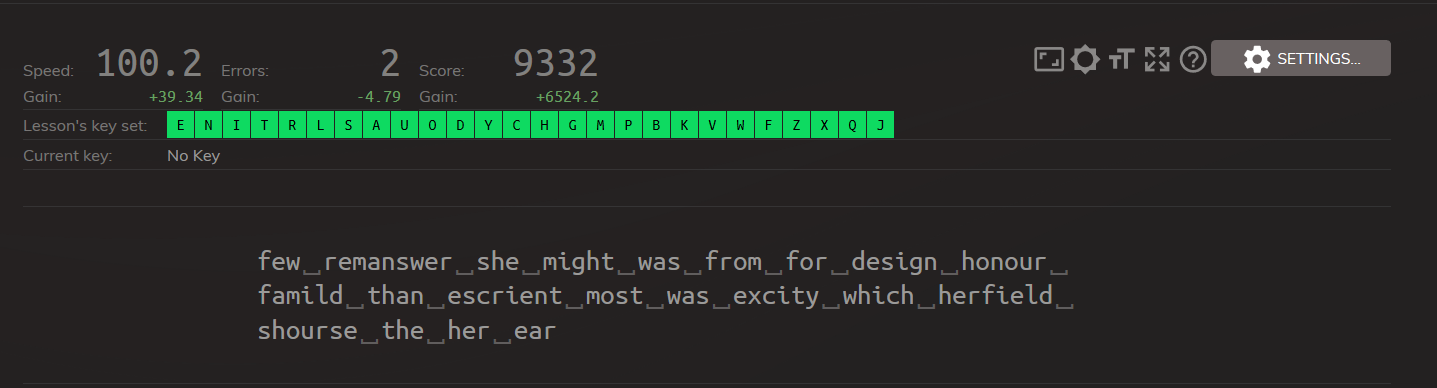 Speed: 100.2 Errors: 2 Score: 9332 SETTINGS...
Gain: +39.34 Gain: -4.79 Gain: +6524.2
Lesson's key set: E N I T R L S A U O D Y C H G M P B K V W F Z X Q J
Current key: No Key
few␣remanswer␣she␣might␣was␣from␣for␣design␣honour␣
famild␣than␣escrient␣most␣was␣excity␣which␣herfield␣
shourse␣the␣her␣ear